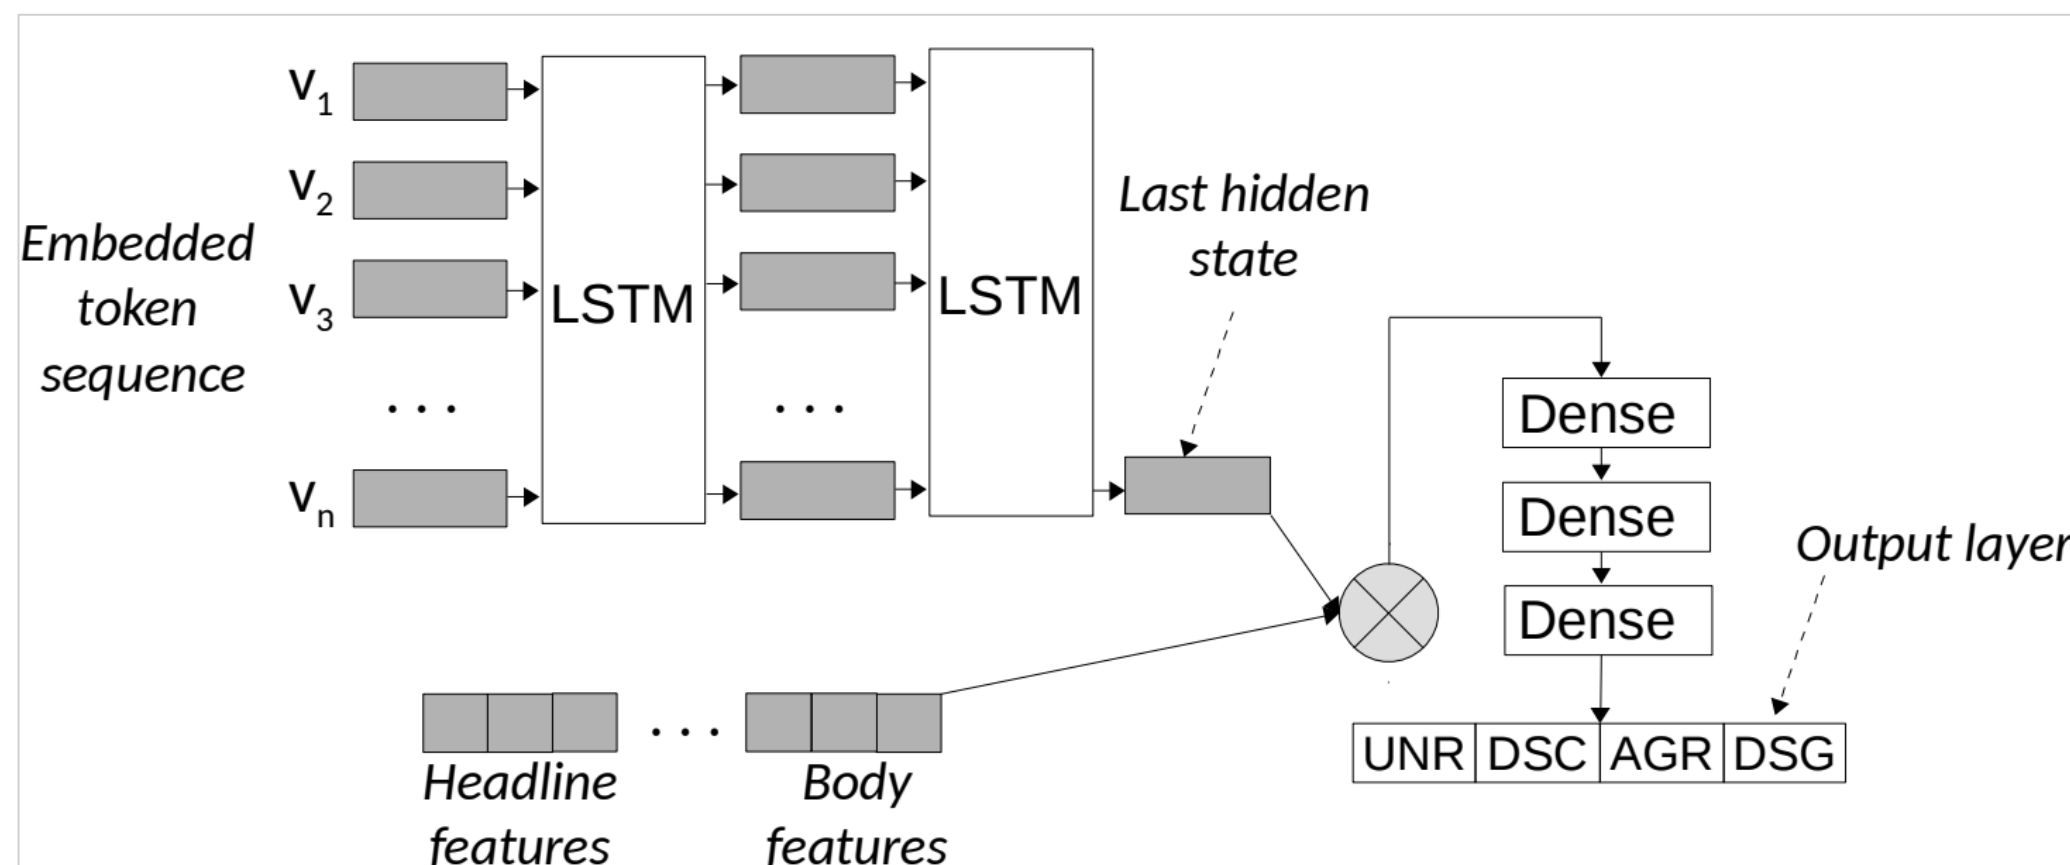 v1
v2
v3
vn
Embedded
token
sequence
. . .
LSTM
. . .
LSTM
Last hidden
state
Dense
Dense
Dense
Output layer
UNR DSC AGR DSG
. . .
Headline
features
Body
features